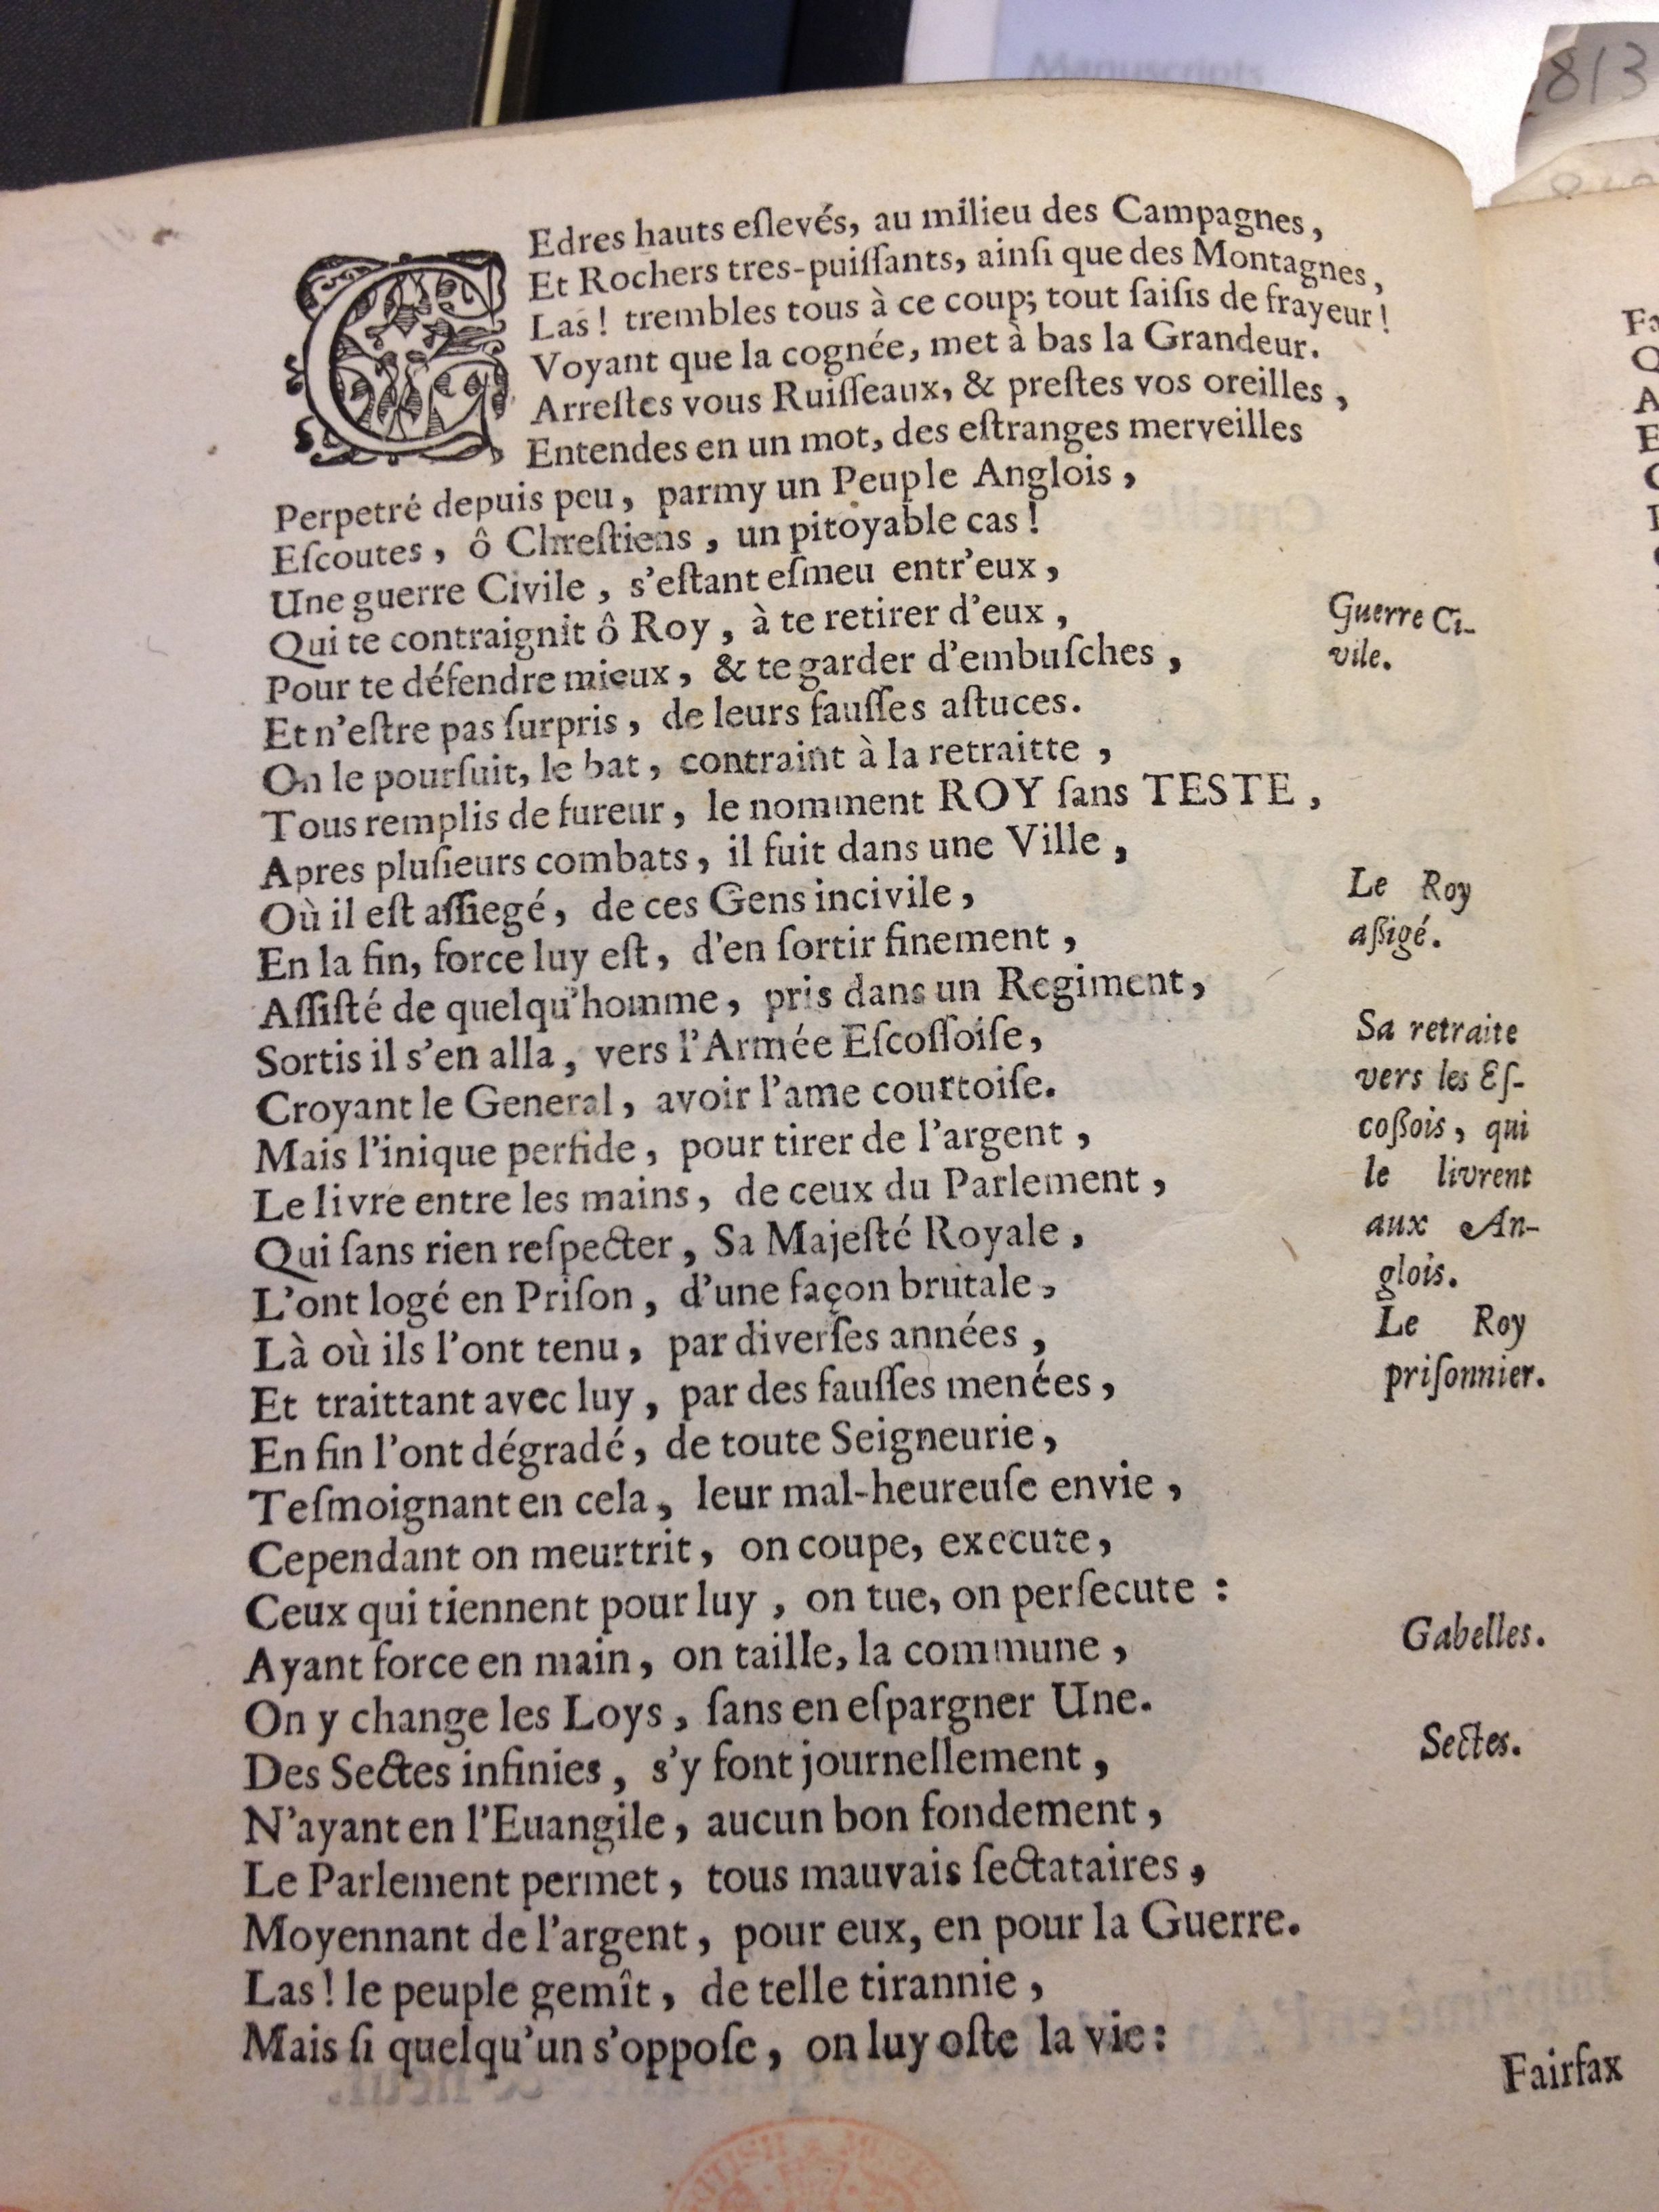 Manuscripts
813
CEdres hauts eſlevés, au milieu des Campagnes,
Et Rochers tres-puiſſants, ainſi que des Montagnes,
Las! trembles tous à ce coup; tout ſaiſis de frayeur!
Voyant que la cognée, met à bas la Grandeur.
Arreſtes vous Ruiſſeaux, & preſtes vos oreilles,
Entendes en un mot, des eſtranges merveilles
Perpetré depuis peu, parmy un Peuple Anglois,
Eſcoutes, ô Chreſtiens, un pitoyable cas!
Une guerre Civile, s'eſtant eſmeu entr'eux,
Qui te contraignit ô Roy, à te retirer d'eux,
Guerre Ci-
vile.
Pour te défendre mieux, & te garder d'embuſches,
Et n'eſtre pas ſurpris, de leurs fauſſes aſtuces.
On le pourſuit, le bat, contraint à la retraitte,
Tous remplis de fureur, le nomment ROY ſans TESTE,
Apres pluſieurs combats, il fuit dans une Ville,
Où il eſt aſſiegé, de ces Gens incivile,
Le Roy
aßigé.
En la fin, force luy eſt, d'en ſortir finement,
Aſſiſté de quelqu'homme, pris dans un Regiment,
Sortis il s'en alla, vers l'Armée Eſcoſſoiſe,
Croyant le General, avoir l'ame courtoiſe.
Mais l'inique perfide, pour tirer de l'argent,
Le livre entre les mains, de ceux du Parlement,
Qui ſans rien reſpecter, Sa Majeſté Royale,
Sa retraite
vers les Eſ-
coßois, qui
le livrent
aux An-
glois.
L'ont logé en Priſon, d'une façon brutale,
Là où ils l'ont tenu, par diverſes années,
Le Roy
priſonnier.
Et traittant avec luy, par des fauſſes menées,
En fin l'ont dégradé, de toute Seigneurie,
Teſmoignant en cela, leur mal-heureuſe envie,
Cependant on meurtrit, on coupe, execute,
Ceux qui tiennent pour luy, on tue, on perſecute:
Ayant force en main, on taille, la commune,
Gabelles.
On y change les Loys, ſans en eſpargner Une.
Des Sectes infinies, s'y font journellement,
Sectes.
N'ayant en l'Euangile, aucun bon fondement,
Le Parlement permet, tous mauvais ſectataires,
Moyennant de l'argent, pour eux, en pour la Guerre.
Las! le peuple gemît, de telle tirannie,
Mais ſi quelqu'un s'oppoſe, on luy oſte la vie:
Fairfax